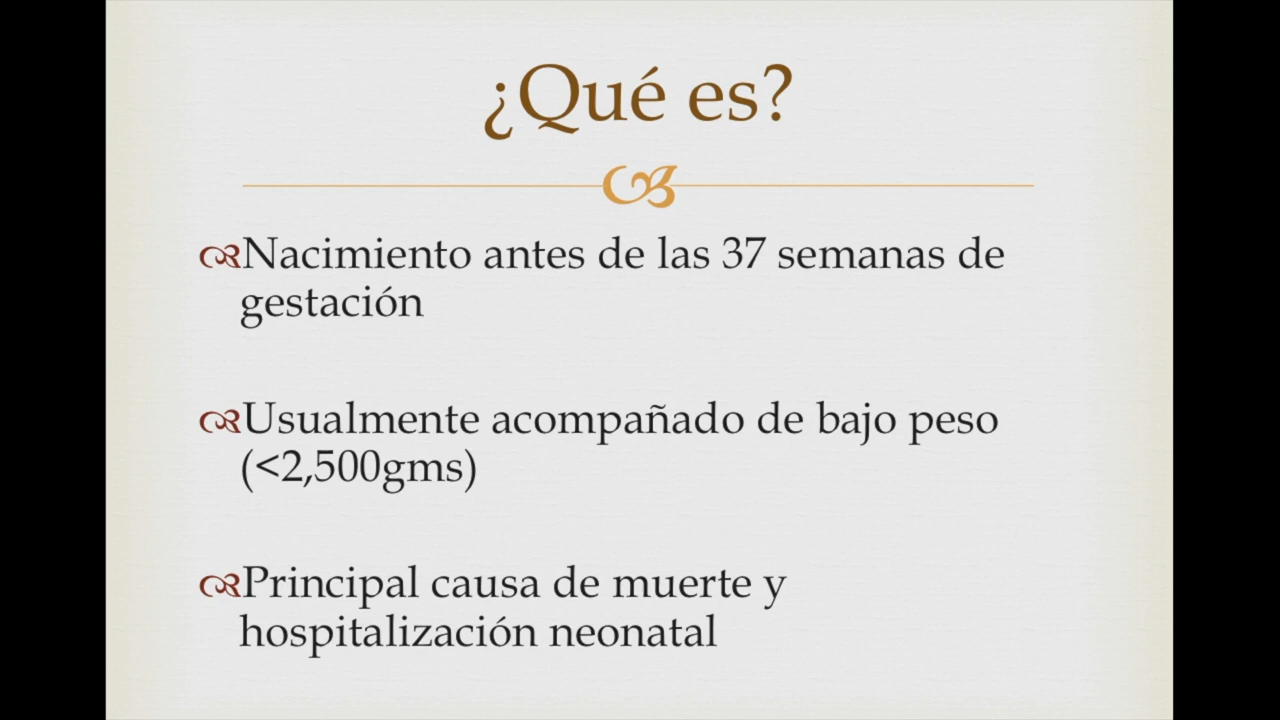 ¿Qué es?
Nacimiento antes de las 37 semanas de
gestación
Usualmente acompañado de bajo peso
(<2,500gms)
Principal causa de muerte y
hospitalización neonatal